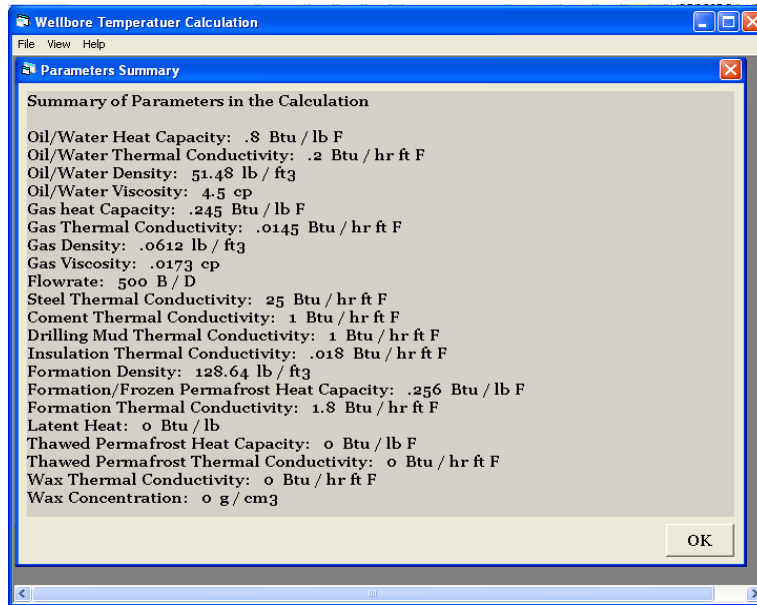 Wellbore Temperatuer Calculation
File View Help
Parameters Summary
Summary of Parameters in the Calculation
Oil/Water Heat Capacity: .8 Btu / lb F
Oil/Water Thermal Conductivity: .2 Btu / hr ft F
Oil/Water Density: 51.48 lb / ft3
Oil/Water Viscosity: 4.5 cp
Gas heat Capacity: .245 Btu / lb F
Gas Thermal Conductivity: .0145 Btu / hr ft F
Gas Density: .0612 lb / ft3
Gas Viscosity: .0173 cp
Flowrate: 500 B / D
Steel Thermal Conductivity: 25 Btu / hr ft F
Coment Thermal Conductivity: 1 Btu / hr ft F
Drilling Mud Thermal Conductivity: 1 Btu / hr ft F
Insulation Thermal Conductivity: .018 Btu / hr ft F
Formation Density: 128.64 lb / ft3
Formation/Frozen Permafrost Heat Capacity: .256 Btu / lb F
Formation Thermal Conductivity: 1.8 Btu / hr ft F
Latent Heat: 0 Btu / lb
Thawed Permafrost Heat Capacity: 0 Btu / lb F
Thawed Permafrost Thermal Conductivity: 0 Btu / hr ft F
Wax Thermal Conductivity: 0 Btu / hr ft F
Wax Concentration: 0 g / cm3
OK